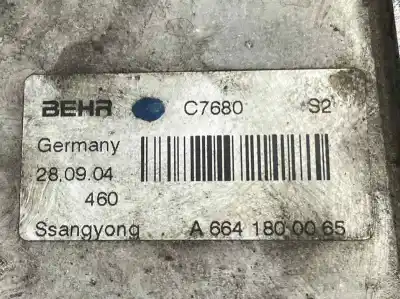 BEHR C7680 S2
Germany
28.09.04
460
Ssangyong A 664 180 00 65